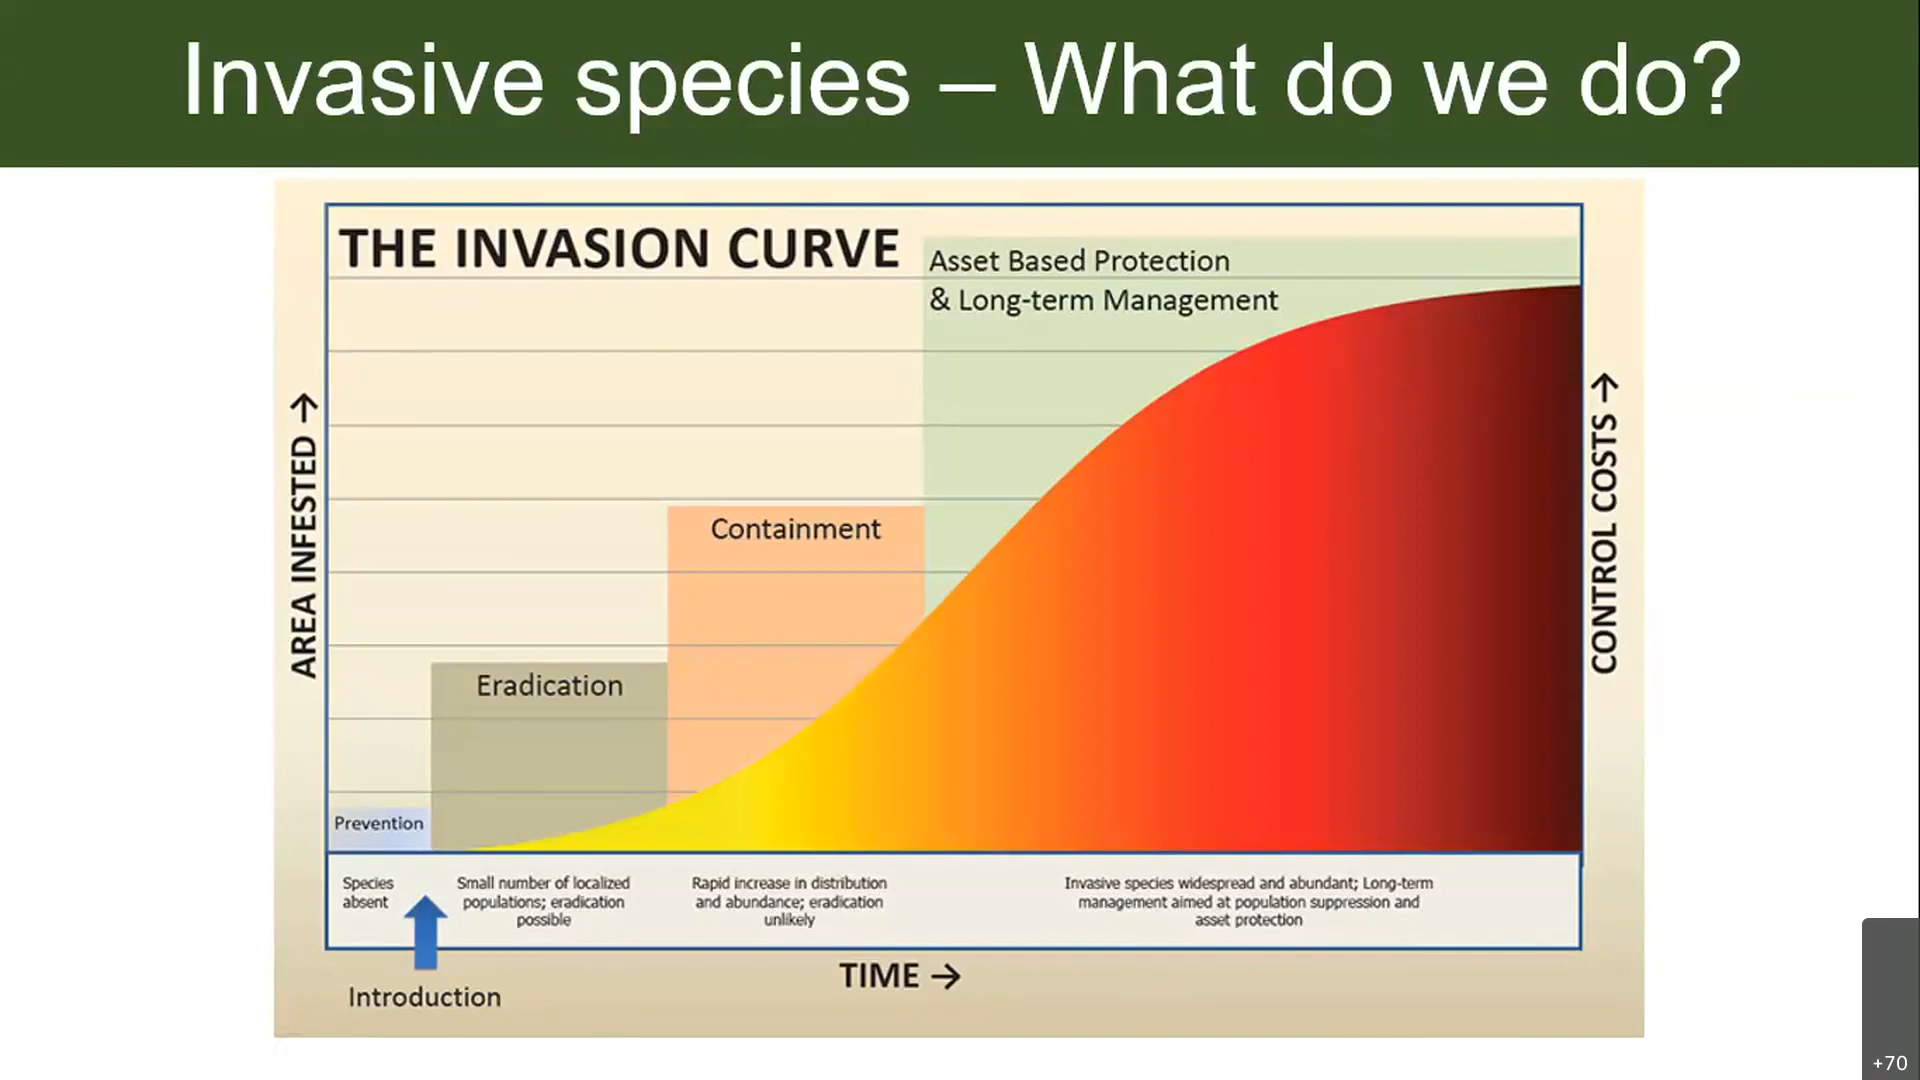 Invasive species – What do we do?
THE INVASION CURVE
Asset Based Protection
& Long-term Management
Containment
Eradication
Prevention
AREA INFESTED →
CONTROL COSTS →
Species
absent
Small number of localized
populations; eradication
possible
Rapid increase in distribution
and abundance; eradication
unlikely
Invasive species widespread and abundant; Long-term
management aimed at population suppression and
asset protection
TIME →
Introduction
+70